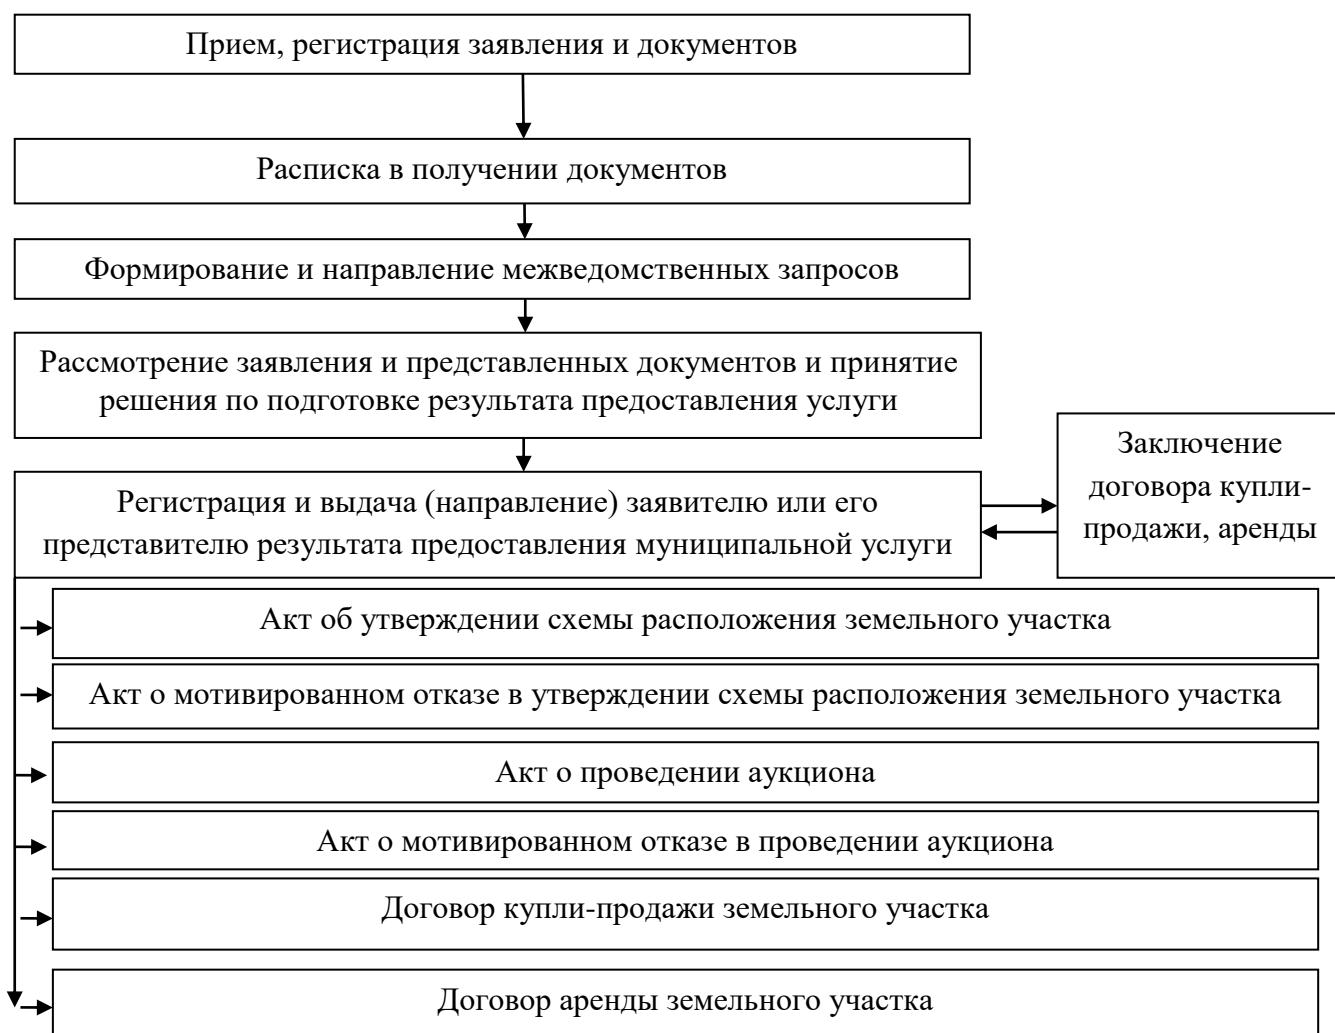 Прием, регистрация заявления и документов
Расписка в получении документов
Формирование и направление межведомственных запросов
Рассмотрение заявления и представленных документов и принятие
решения по подготовке результата предоставления услуги
Регистрация и выдача (направление) заявителю или его
представителю результата предоставления муниципальной услуги
Заключение
договора купли-
продажи, аренды
Акт об утверждении схемы расположения земельного участка
Акт о мотивированном отказе в утверждении схемы расположения земельного участка
Акт о проведении аукциона
Акт о мотивированном отказе в проведении аукциона
Договор купли-продажи земельного участка
Договор аренды земельного участка